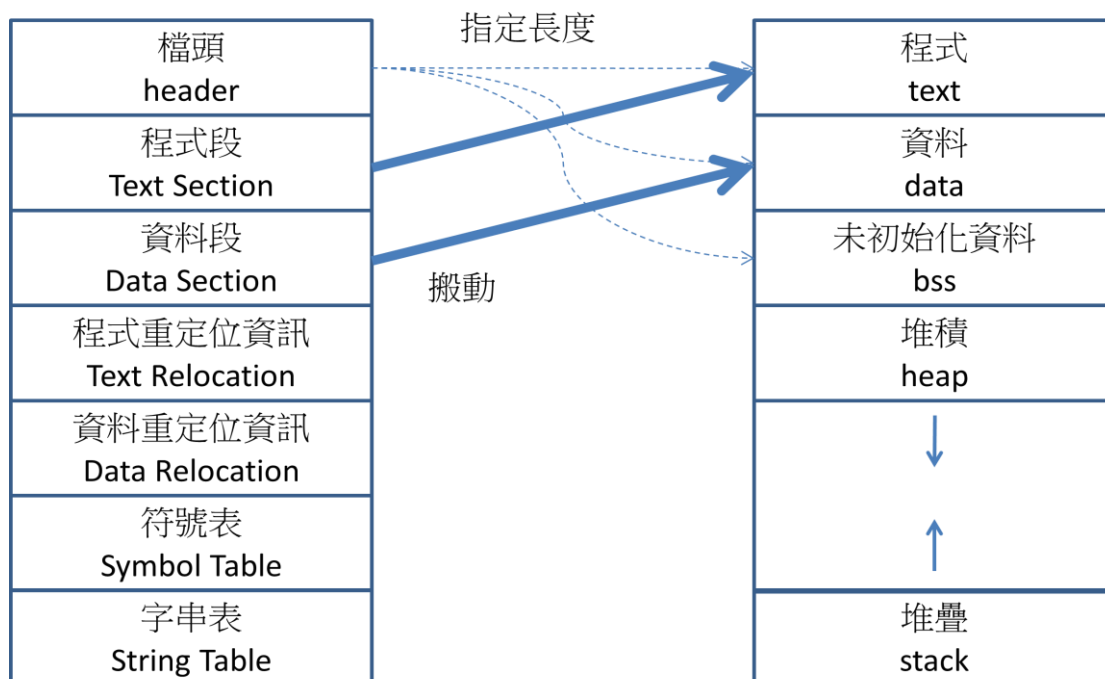 檔頭
header
程式段
Text Section
資料段
Data Section
程式重定位資訊
Text Relocation
資料重定位資訊
Data Relocation
符號表
Symbol Table
字串表
String Table
指定長度
搬動
程式
text
資料
data
未初始化資料
bss
堆積
heap
堆疊
stack